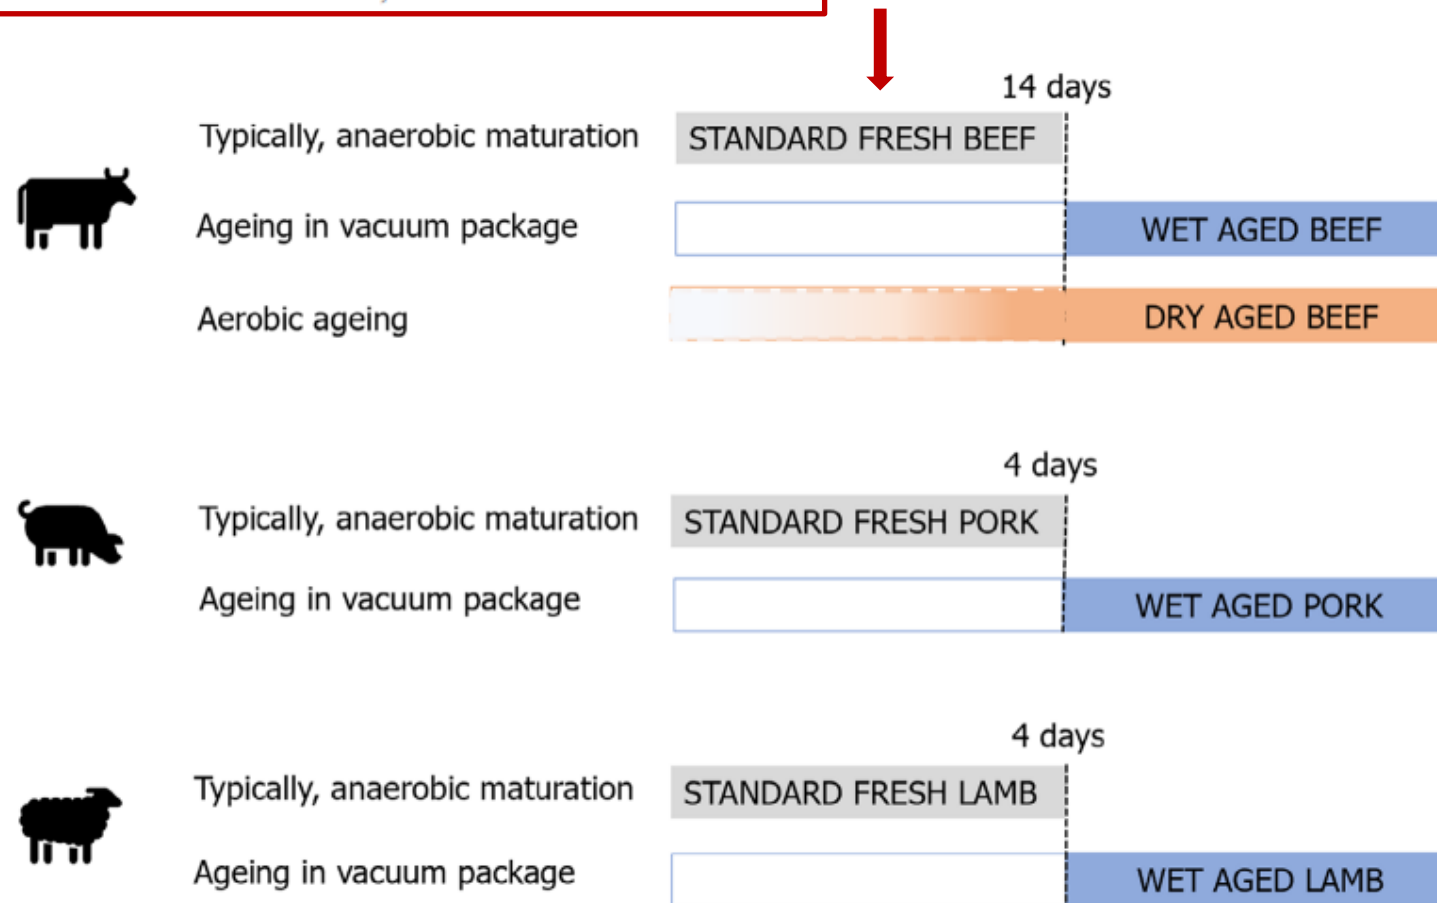 14 days
Typically, anaerobic maturation STANDARD FRESH BEEF
Ageing in vacuum package WET AGED BEEF
Aerobic ageing DRY AGED BEEF
4 days
Typically, anaerobic maturation STANDARD FRESH PORK
Ageing in vacuum package WET AGED PORK
4 days
Typically, anaerobic maturation STANDARD FRESH LAMB
Ageing in vacuum package WET AGED LAMB